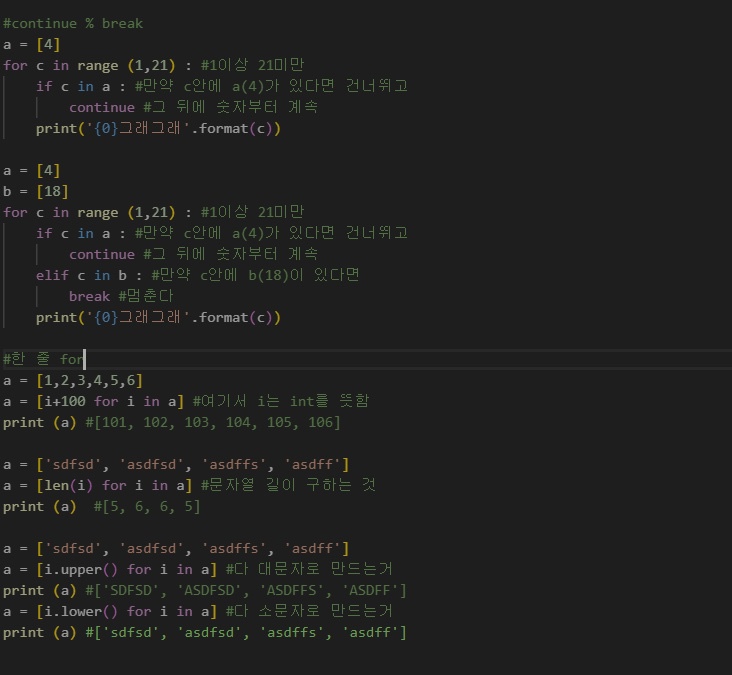 #continue % break
a = [4]
for c in range (1,21) : #1이상 21미만
    if c in a : #만약 c안에 a(4)가 있다면 건너뛰고
        continue #그 뒤에 숫자부터 계속
    print('{0}그래그래'.format(c))

a = [4]
b = [18]
for c in range (1,21) : #1이상 21미만
    if c in a : #만약 c안에 a(4)가 있다면 건너뛰고
        continue #그 뒤에 숫자부터 계속
    elif c in b : #만약 c안에 b(18)이 있다면
        break #멈춘다
    print('{0}그래그래'.format(c))

#한 줄 for
a = [1,2,3,4,5,6]
a = [i+100 for i in a] #여기서 i는 int를 뜻함
print (a) #[101, 102, 103, 104, 105, 106]

a = ['sdfsd', 'asdfsd', 'asdffs', 'asdff']
a = [len(i) for i in a] #문자열 길이 구하는 것
print (a)  #[5, 6, 6, 5]

a = ['sdfsd', 'asdfsd', 'asdffs', 'asdff']
a = [i.upper() for i in a] #다 대문자로 만드는거
print (a) #['SDFSD', 'ASDFSD', 'ASDFFS', 'ASDFF']
a = [i.lower() for i in a] #다 소문자로 만드는거
print (a) #['sdfsd', 'asdfsd', 'asdffs', 'asdff']